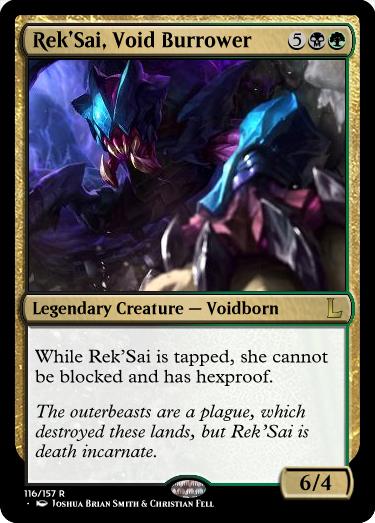 Rek'Sai, Void Burrower 5
Legendary Creature — Voidborn L
While Rek'Sai is tapped, she cannot
be blocked and has hexproof.
The outerbeasts are a plague, which
destroyed these lands, but Rek'Sai is
death incarnate.
6/4
116/157 R
· Joshua Brian Smith & Christian Fell